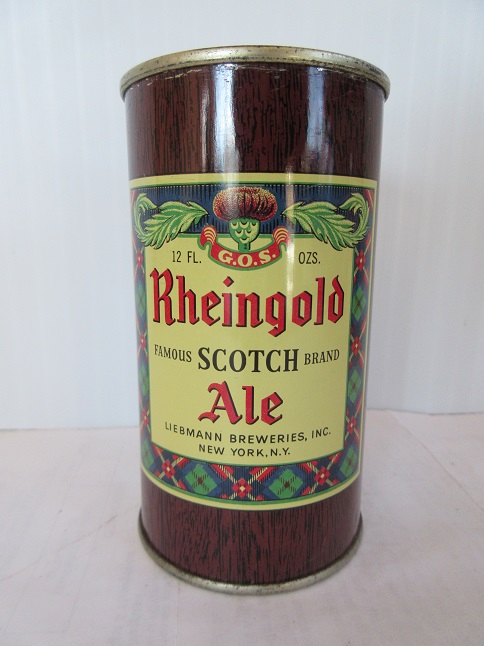 G.O.S.
12 FL. OZS.
Rheingold
FAMOUS SCOTCH BRAND
Ale
LIEBMANN BREWERIES, INC.
NEW YORK, N.Y.